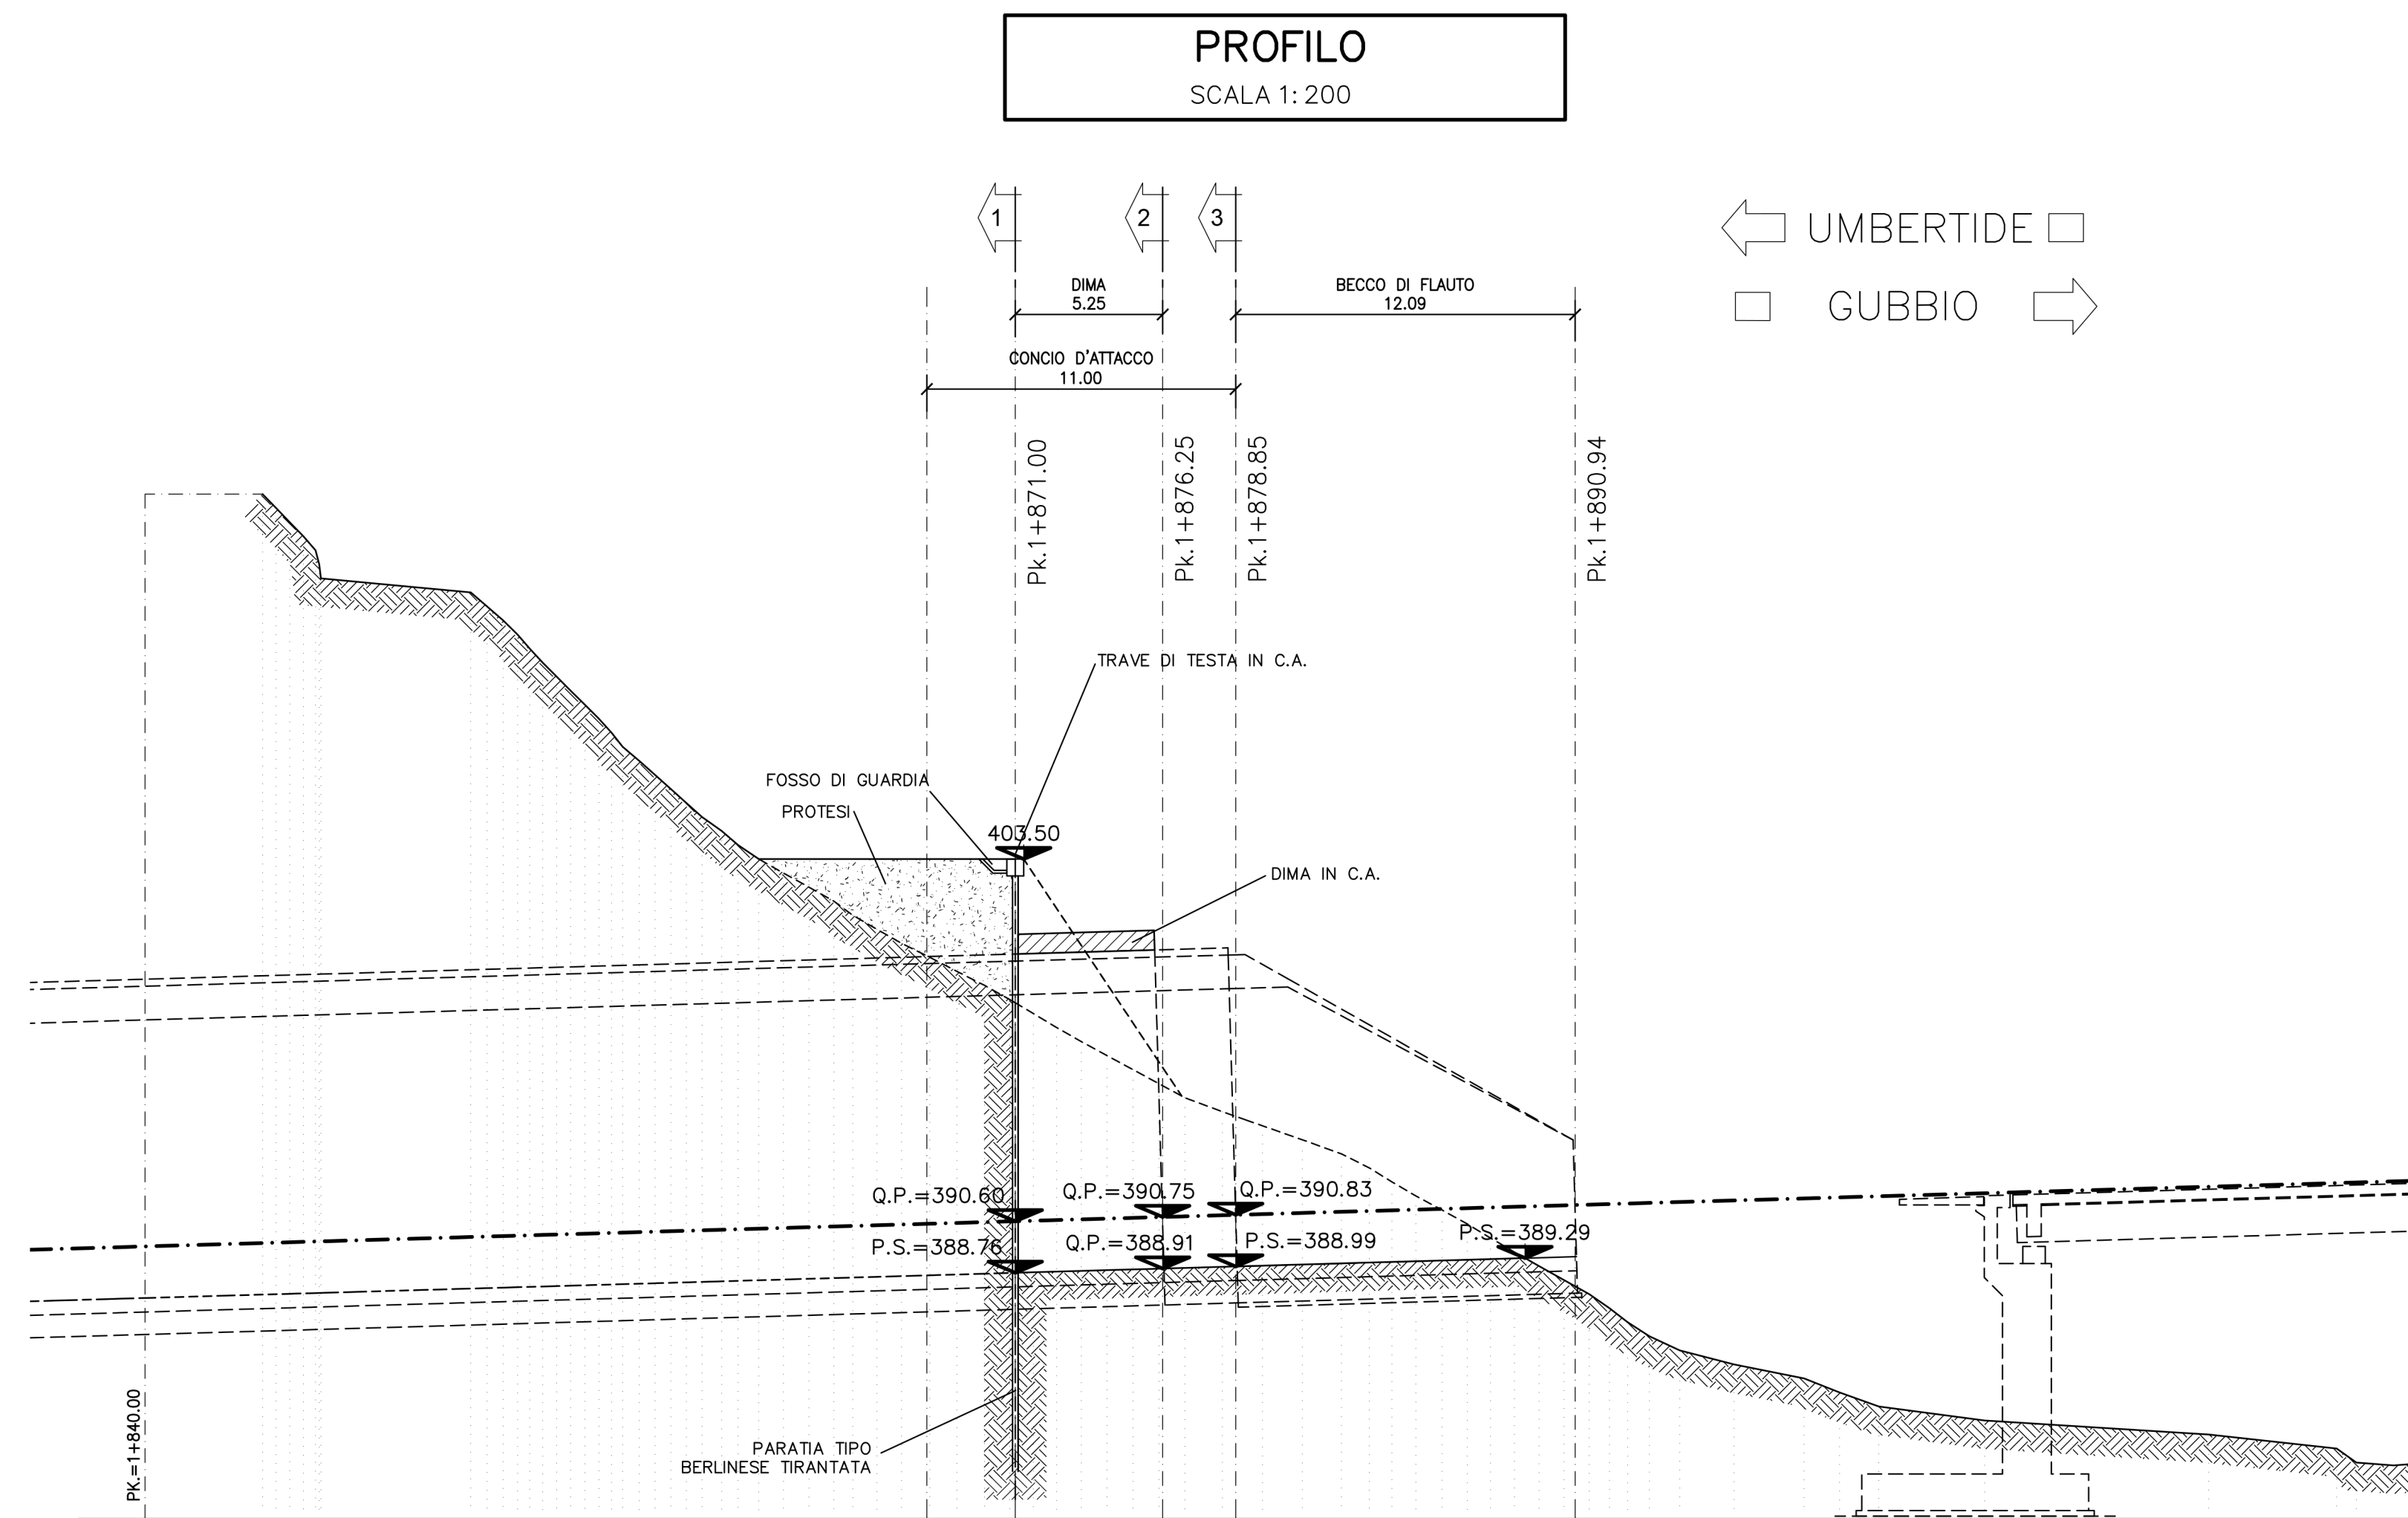 PROFILO
SCALA 1:200
1
2
3
UMBERTIDE
GUBBIO
DIMA
5.25
BECCO DI FLAUTO
12.09
CONCIO D'ATTACCO
11.00
Pk.1+871.00
Pk.1+876.25
Pk.1+878.85
Pk.1+890.94
TRAVE DI TESTA IN C.A.
FOSSO DI GUARDIA
PROTESI
403.50
DIMA IN C.A.
Q.P.=390.60
Q.P.=390.75
Q.P.=390.83
P.S.=388.76
Q.P.=388.91
P.S.=388.99
P.S.=389.29
PK.=1+840.00
PARATIA TIPO
BERLINESE TIRANTATA